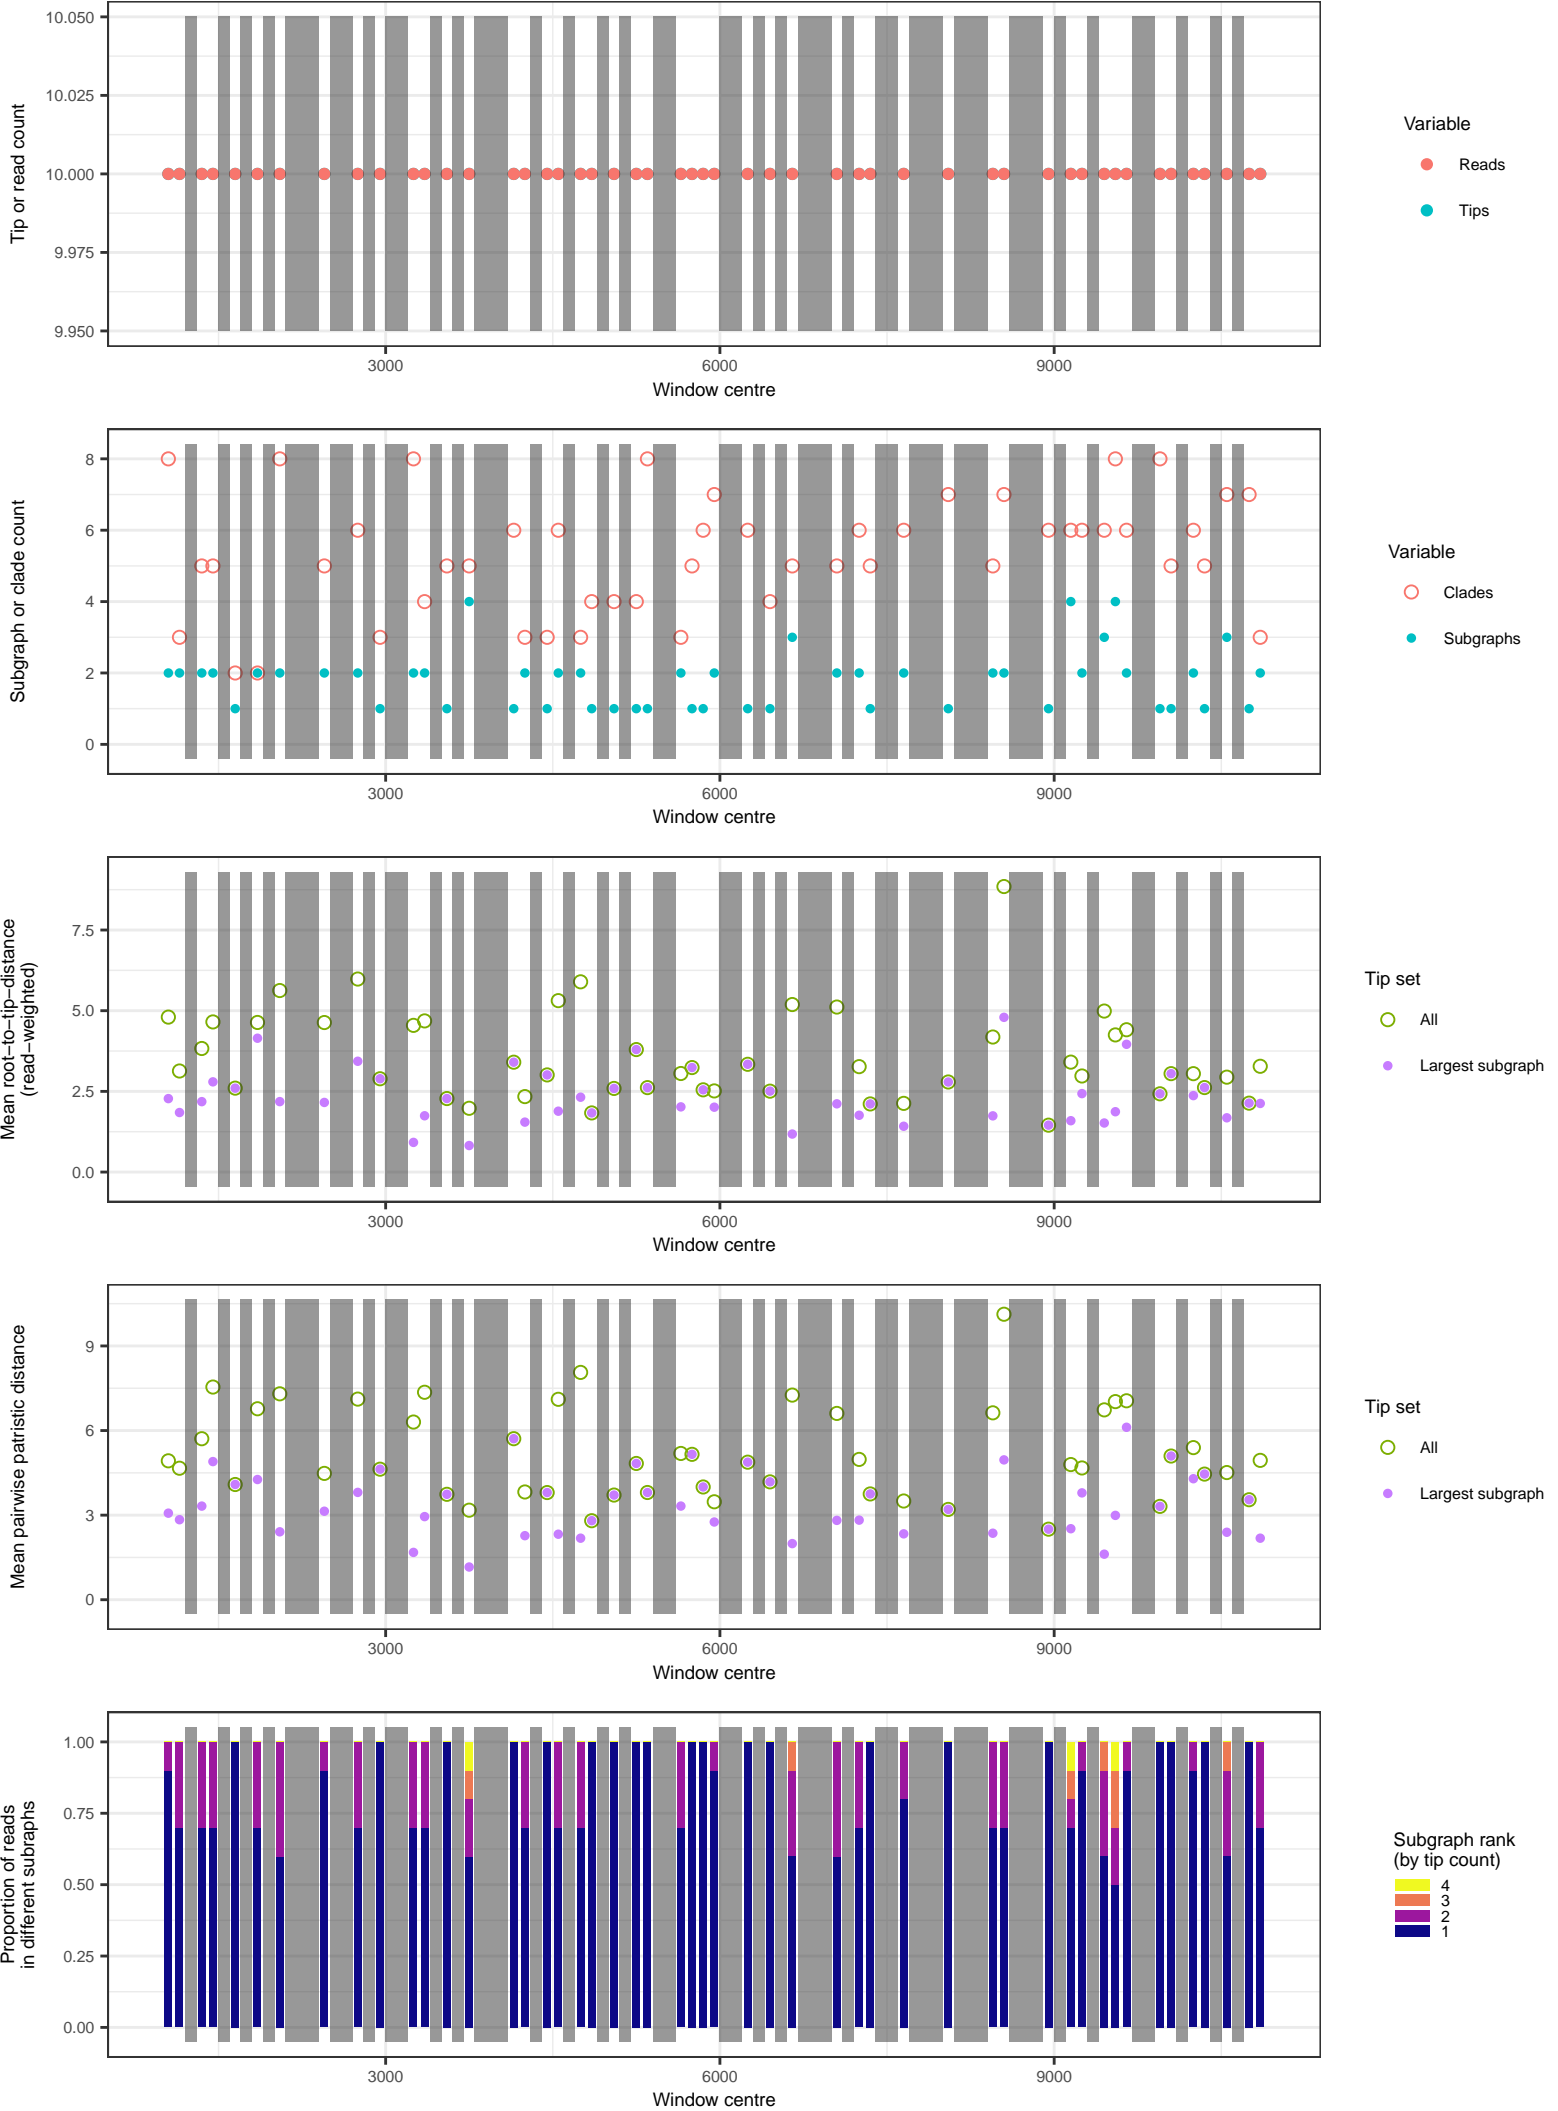 10.050
10.025
10.000
9.975
9.950
Tip or read count
3000
6000
9000
Window centre
Variable
Reads
Tips
8
6
4
2
0
Subgraph or clade count
3000
6000
9000
Window centre
Variable
Clades
Subgraphs
7.5
5.0
2.5
0.0
Mean root−to−tip−distance
(read−weighted)
3000
6000
9000
Window centre
Tip set
All
Largest subgraph
9
6
3
0
Mean pairwise patristic distance
3000
6000
9000
Window centre
Tip set
All
Largest subgraph
1.00
0.75
0.50
0.25
0.00
Proportion of reads
in different subraphs
3000
6000
9000
Window centre
Subgraph rank
(by tip count)
4
3
2
1